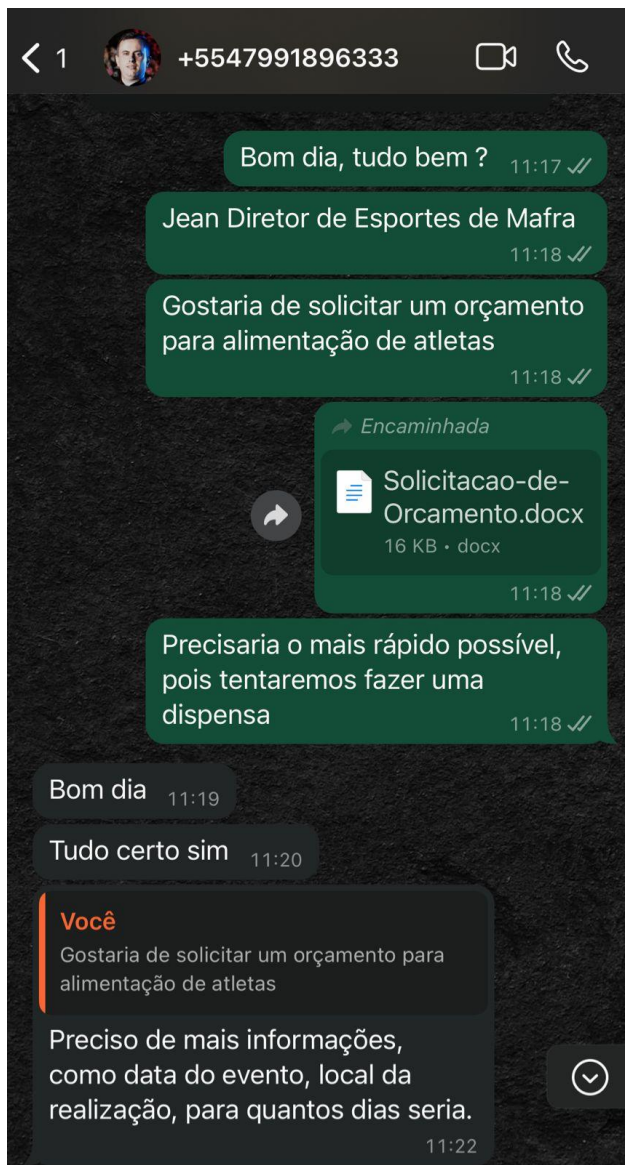 1
+5547991896333
Bom dia, tudo bem ?
11:17
Jean Diretor de Esportes de Mafra
11:18
Gostaria de solicitar um orçamento
para alimentação de atletas
11:18
Encaminhada
Solicitacao-de-
Orcamento.docx
16 KB • docx
11:18
Precisaria o mais rápido possível,
pois tentaremos fazer uma
dispensa
11:18
Bom dia
11:19
Tudo certo sim
11:20
Você
Gostaria de solicitar um orçamento para
alimentação de atletas
Preciso de mais informações,
como data do evento, local da
realização, para quantos dias seria.
11:22